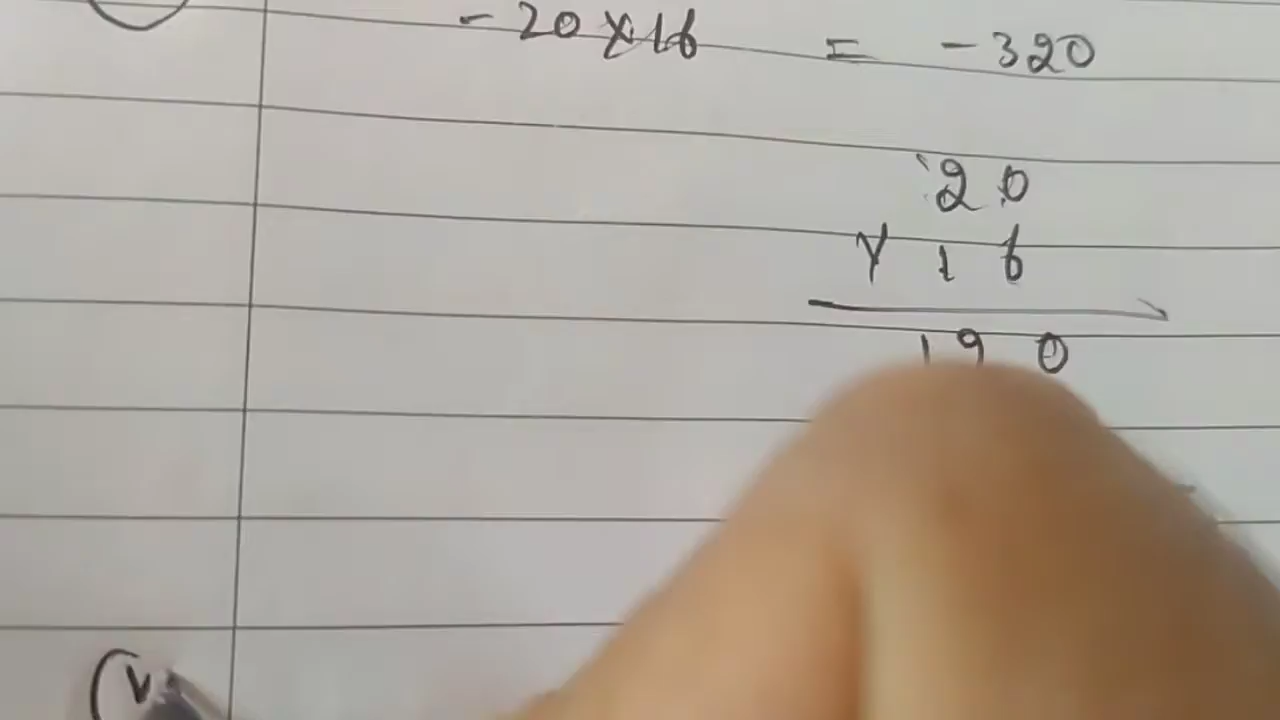 - 20 × 16 = - 320
20
× 16
190
(v